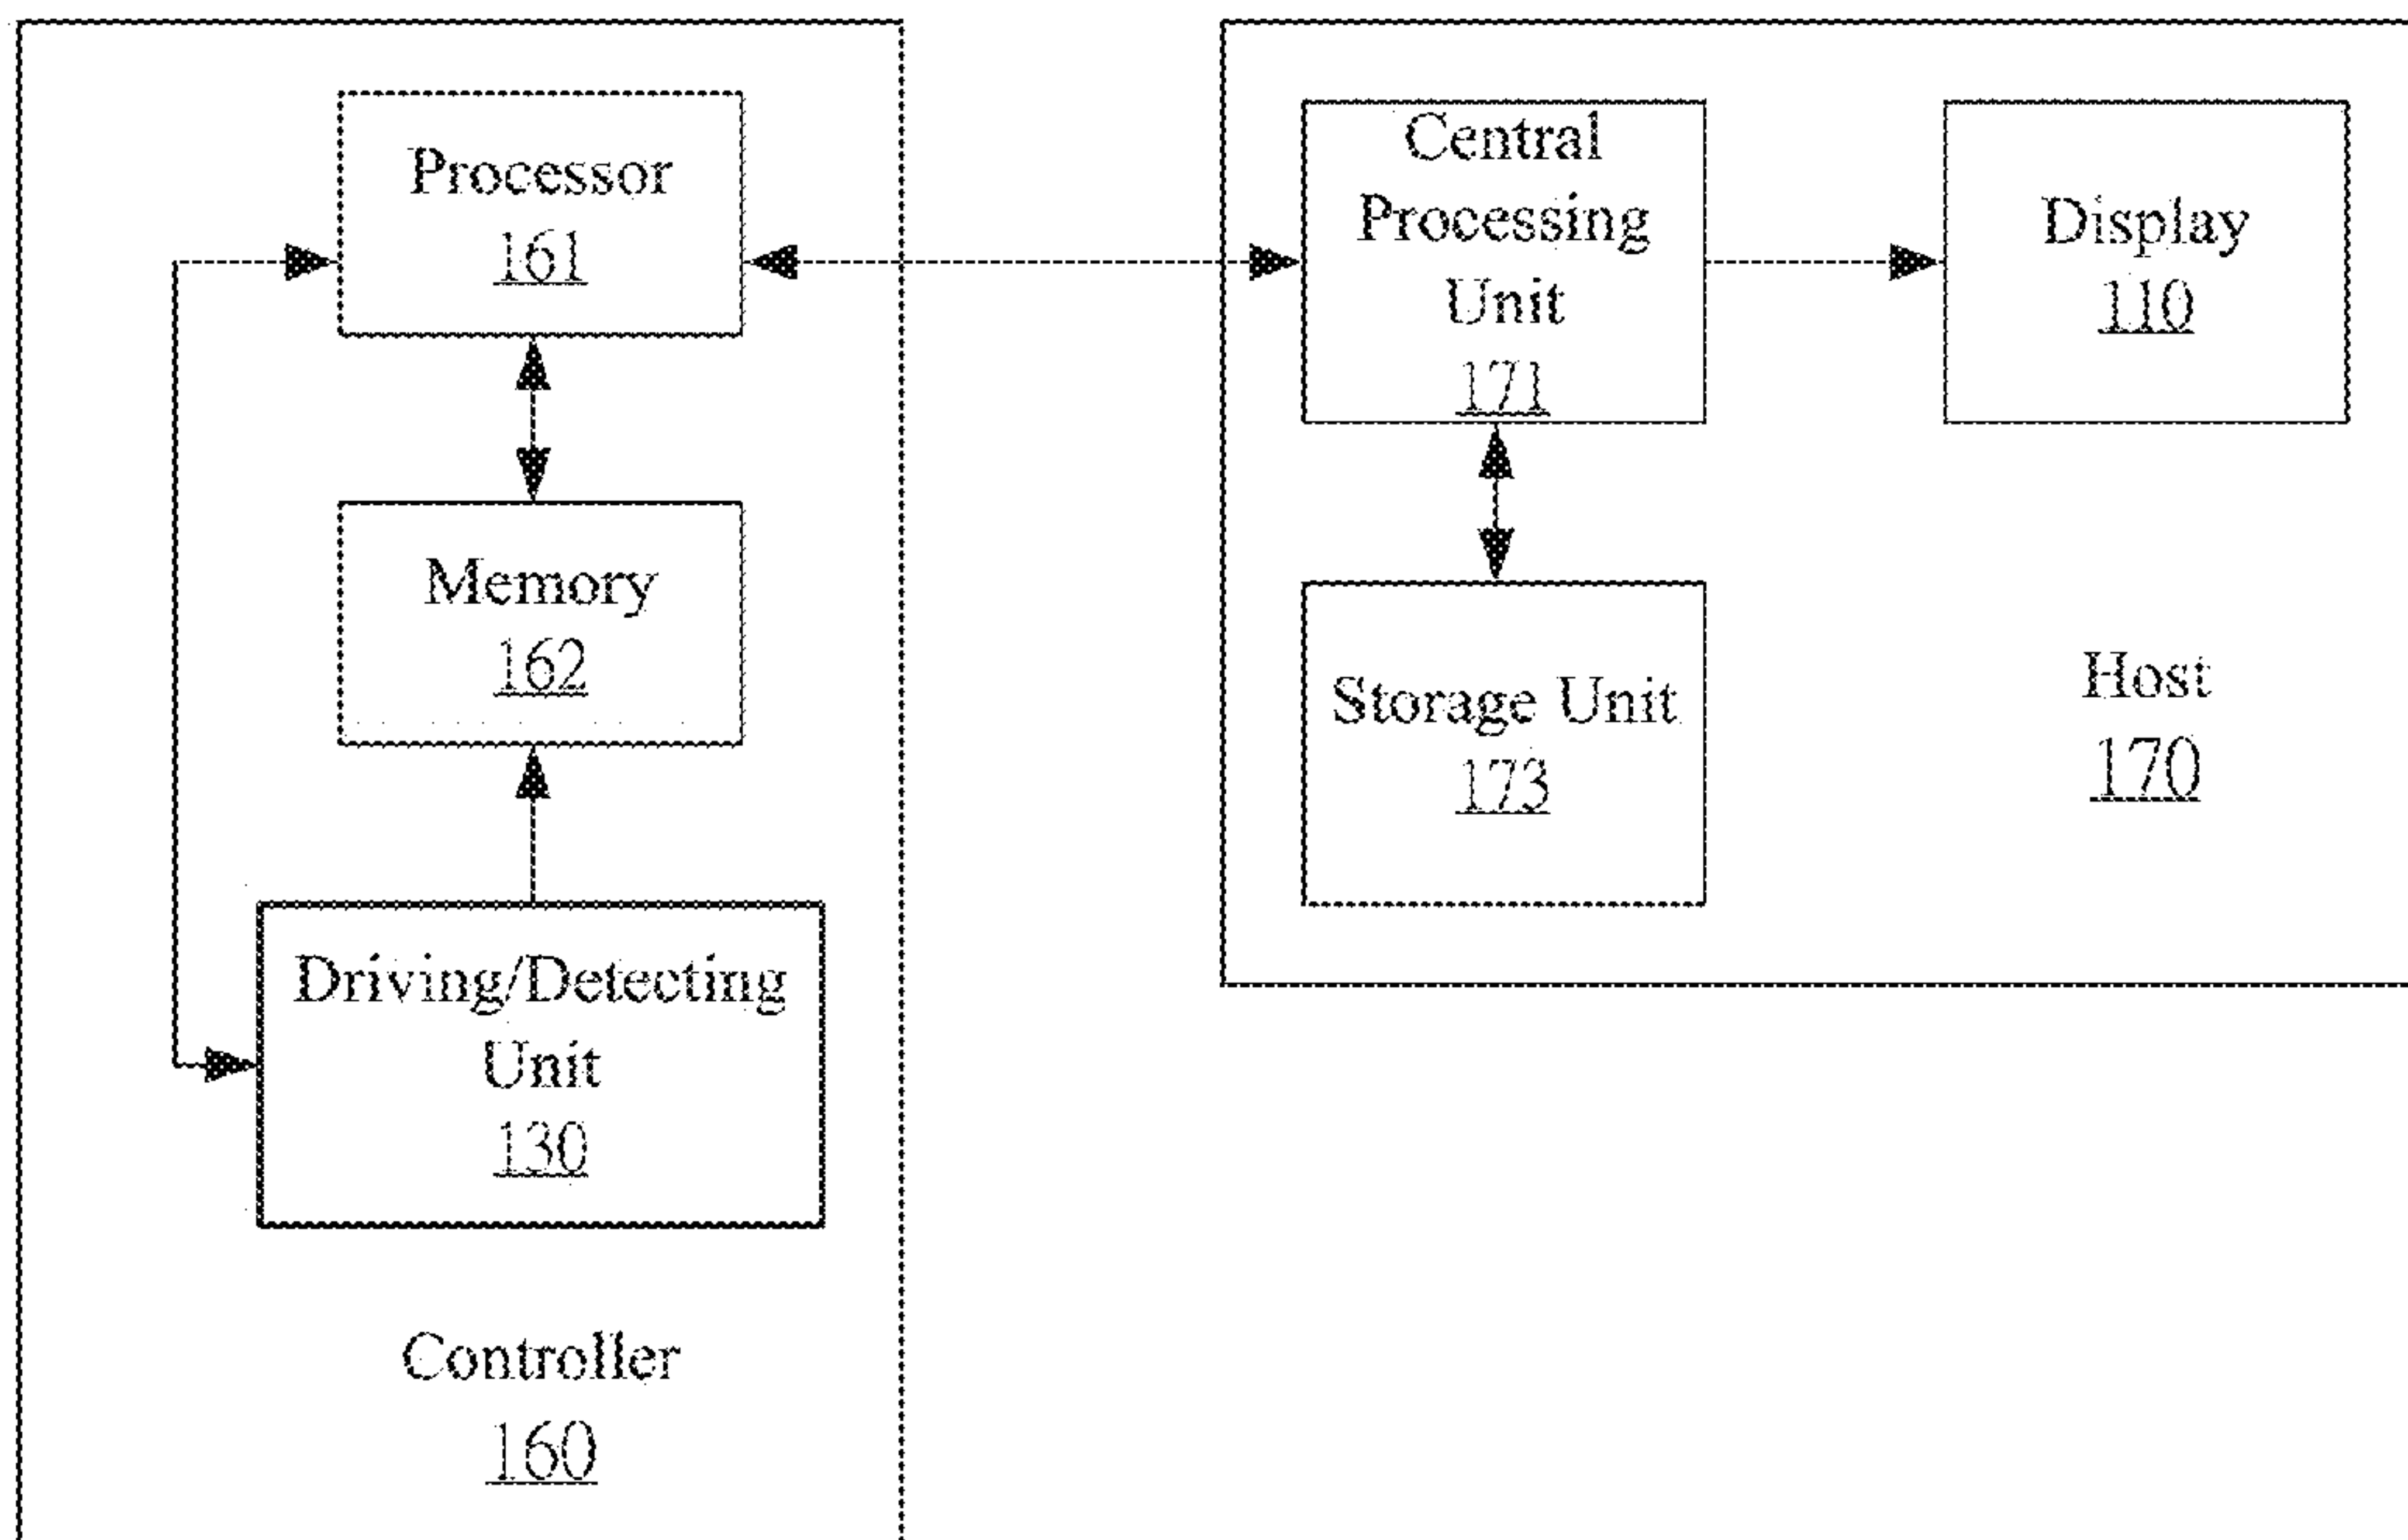 Processor
161
Memory
162
Driving/Detecting
Unit
130
Controller
160
Central
Processing
Unit
171
Display
110
Storage Unit
173
Host
170